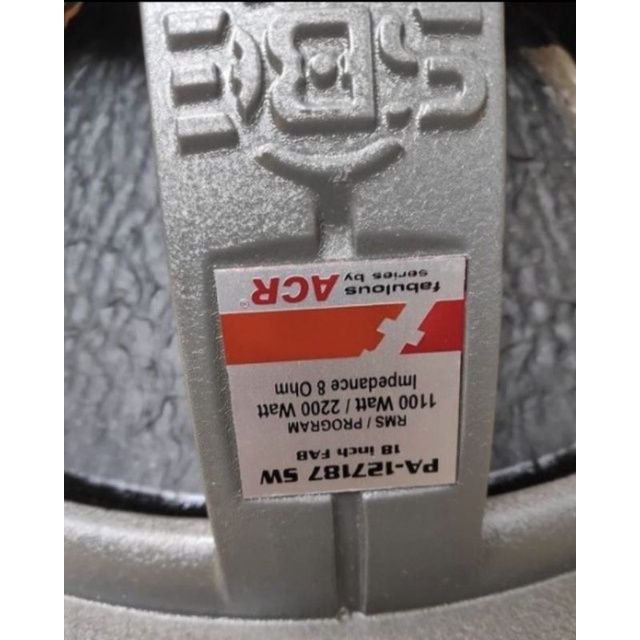 PA-127187 SW
18 inch FAB
RMS / PROGRAM
1100 Watt / 2200 Watt
Impedance 8 Ohm
fabulous
series by ACR